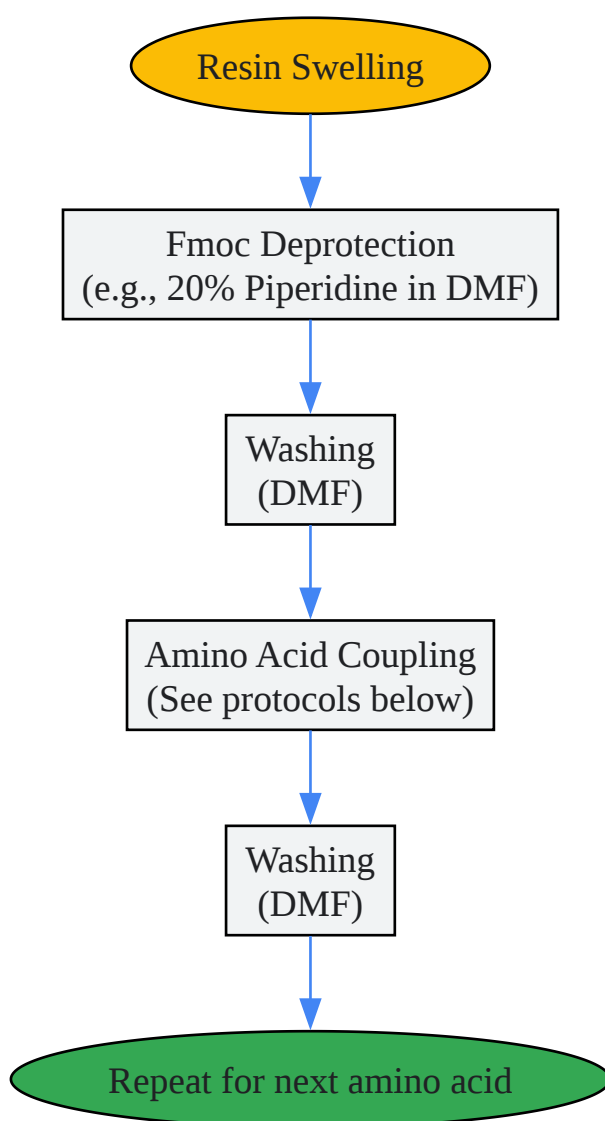 Resin Swelling
Fmoc Deprotection
(e.g., 20% Piperidine in DMF)
Washing
(DMF)
Amino Acid Coupling
(See protocols below)
Washing
(DMF)
Repeat for next amino acid